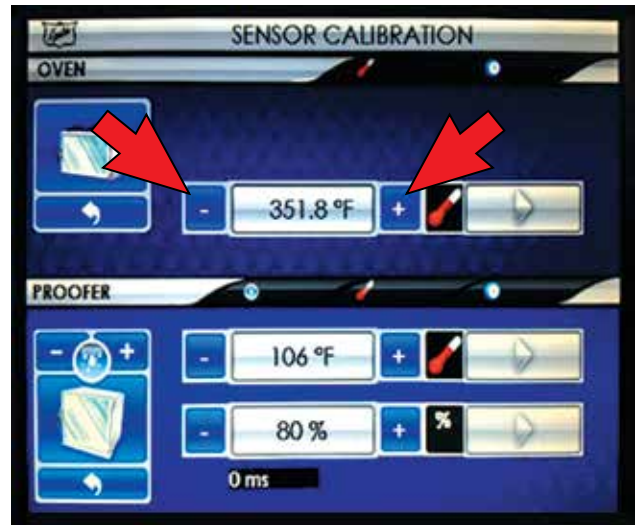 SENSOR CALIBRATION
OVEN
- 351.8 °F +
PROOFER
- +
- 106 °F +
- 80 % + %
0 ms